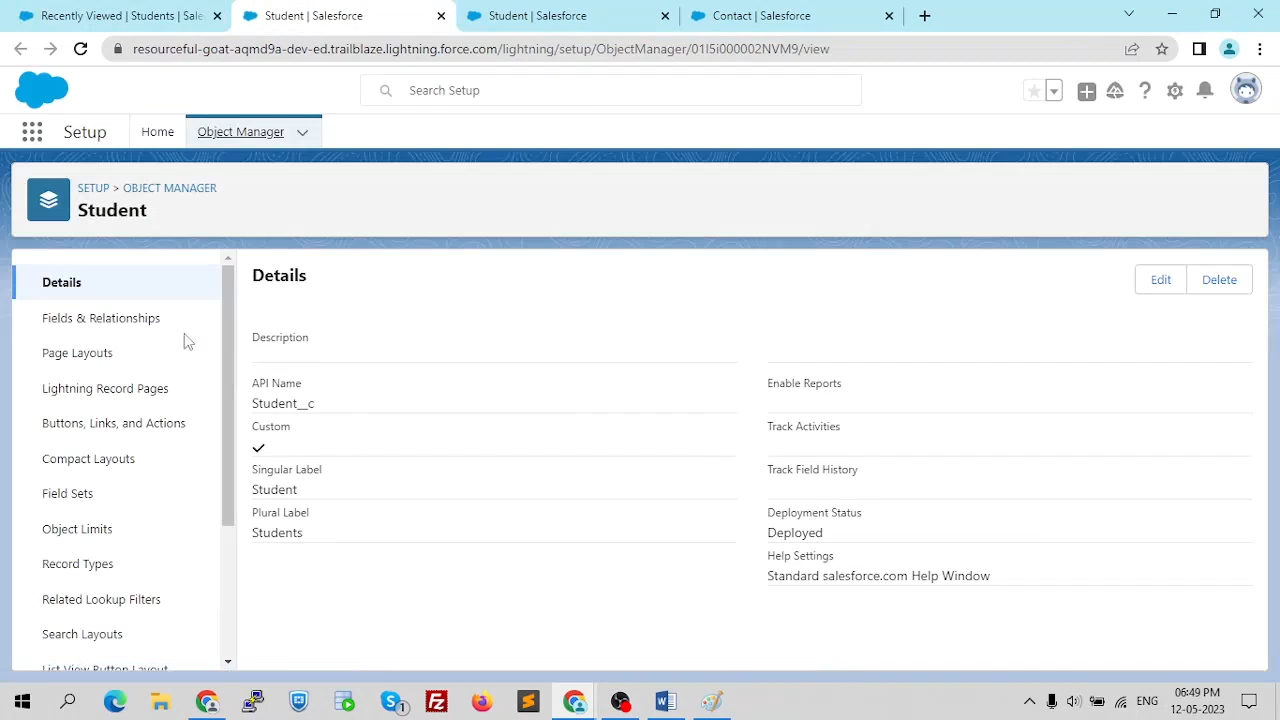 Recently Viewed | Students | Sale
Student | Salesforce
Student | Salesforce
Contact | Salesforce
resourceful-goat-aqmd9a-dev-ed.trailblaze.lightning.force.com/lightning/setup/ObjectManager/01I5i000002NVM9/view
Search Setup
Setup
Home
Object Manager
SETUP > OBJECT MANAGER
Student
Details
Fields & Relationships
Page Layouts
Lightning Record Pages
Buttons, Links, and Actions
Compact Layouts
Field Sets
Object Limits
Record Types
Related Lookup Filters
Search Layouts
List View Button Layout
Details
Edit
Delete
Description
API Name
Student__c
Custom
Singular Label
Student
Plural Label
Students
Enable Reports
Track Activities
Track Field History
Deployment Status
Deployed
Help Settings
Standard salesforce.com Help Window
ENG
06:49 PM
12-05-2023